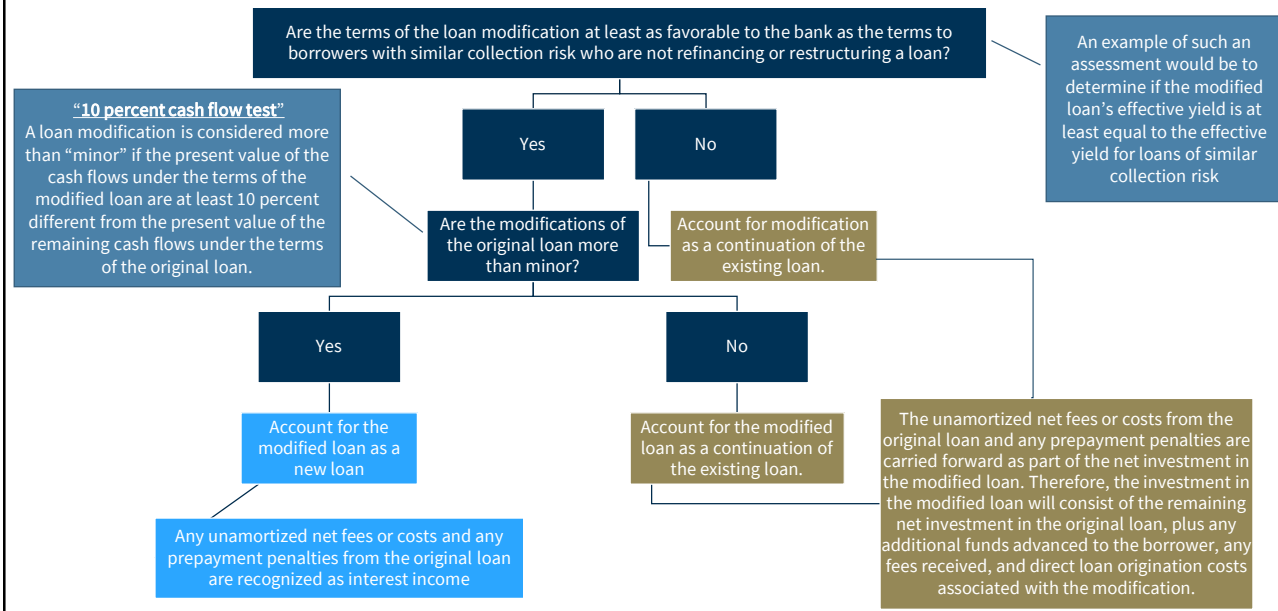 Are the terms of the loan modification at least as favorable to the bank as the terms to
borrowers with similar collection risk who are not refinancing or restructuring a loan?
An example of such an
assessment would be to
determine if the modified
loan's effective yield is at
least equal to the effective
yield for loans of similar
collection risk
"10 percent cash flow test"
A loan modification is considered more
than "minor" if the present value of the
cash flows under the terms of the
modified loan are at least 10 percent
different from the present value of the
remaining cash flows under the terms
of the original loan.
Yes
No
Are the modifications of
the original loan more
than minor?
Account for modification
as a continuation of the
existing loan.
Yes
No
Account for the
modified loan as a
new loan
Account for the modified
loan as a continuation of
the existing loan.
The unamortized net fees or costs from the
original loan and any prepayment penalties are
carried forward as part of the net investment in
the modified loan. Therefore, the investment in
the modified loan will consist of the remaining
net investment in the original loan, plus any
additional funds advanced to the borrower, any
fees received, and direct loan origination costs
associated with the modification.
Any unamortized net fees or costs and any
prepayment penalties from the original loan
are recognized as interest income